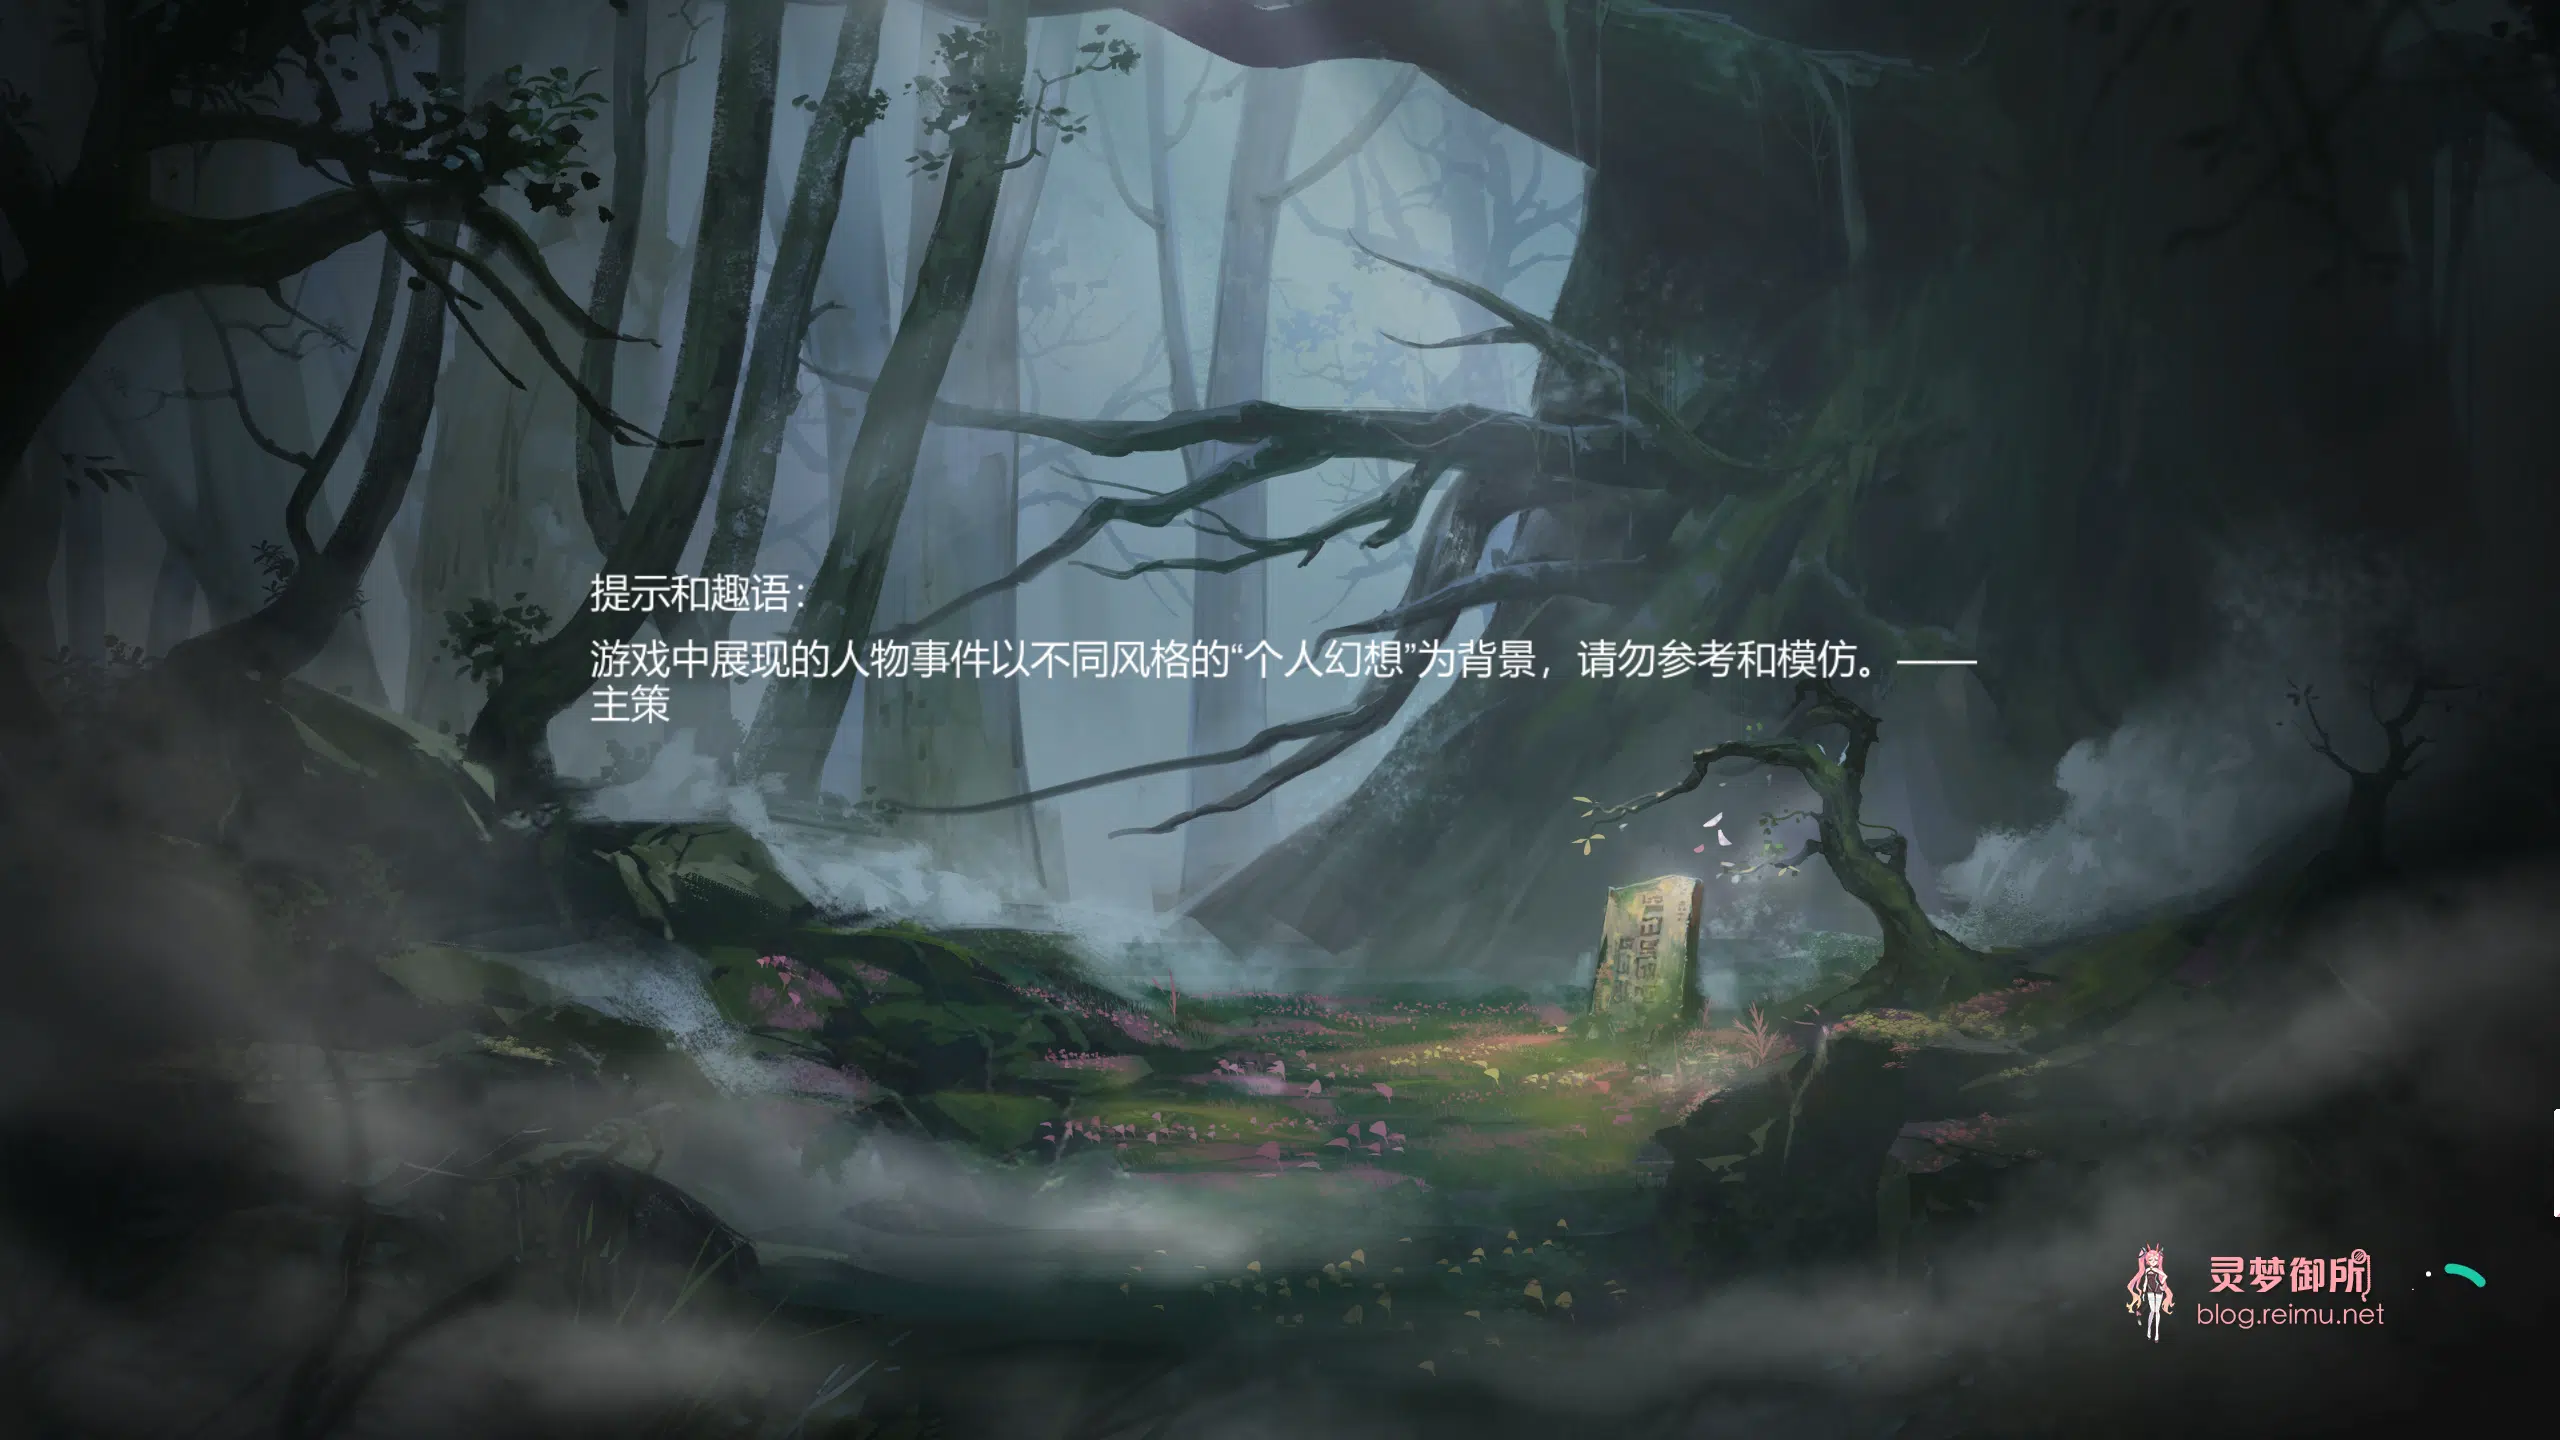 提示和趣语：
游戏中展现的人物事件以不同风格的“个人幻想”为背景，请勿参考和模仿。——
主策
灵梦御所
blog.reimu.net